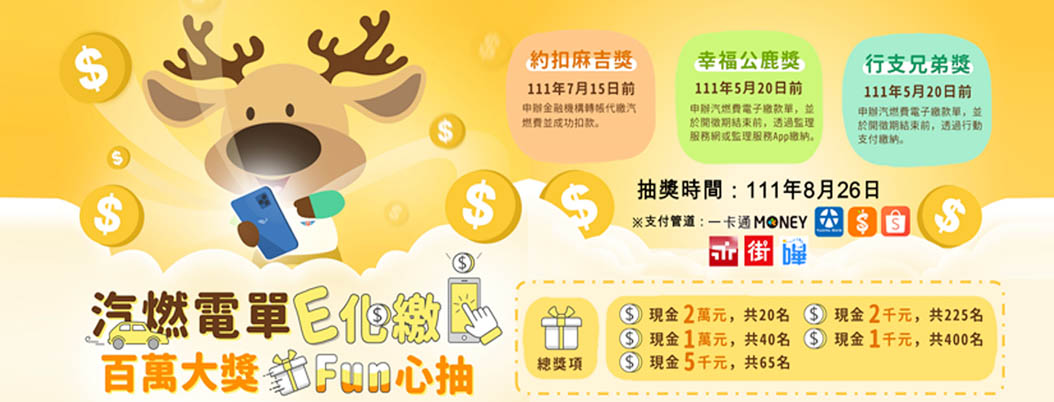 約扣麻吉獎
111年7月15日前
申辦金融機構轉帳代繳汽
燃費並成功扣款。
幸福公鹿獎
111年5月20日前
申辦汽燃費電子繳款單，並
於開徵期結束前，透過監理
服務網或監理服務App繳納。
行支兄弟獎
111年5月20日前
申辦汽燃費電子繳款單，並
於開徵期結束前，透過行動
支付繳納。
抽獎時間：111年8月26日
※支付管道：一卡通 MONEY
街
嗶
汽燃電單E化繳
百萬大獎 Fun心抽
總獎項
現金2萬元，共20名
現金1萬元，共40名
現金5千元，共65名
現金2千元，共225名
現金1千元，共400名